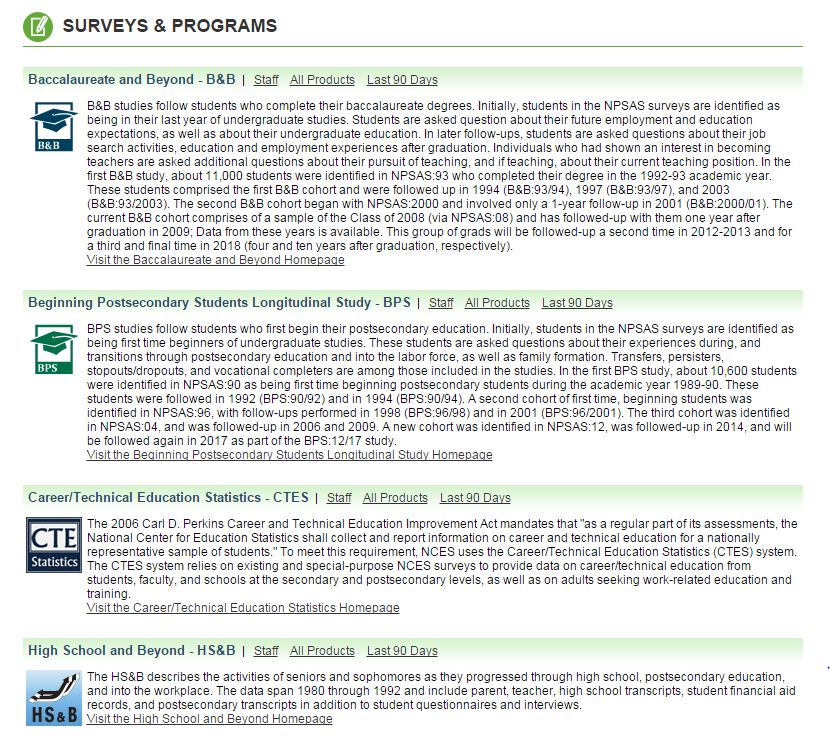 SURVEYS & PROGRAMS
Baccalaureate and Beyond - B&B | Staff All Products Last 90 Days
B&B studies follow students who complete their baccalaureate degrees. Initially, students in the NPSAS surveys are identified as
being in their last year of undergraduate studies. Students are asked question about their future employment and education
expectations, as well as about their undergraduate education. In later follow-ups, students are asked questions about their job
search activities, education and employment experiences after graduation. Individuals who had shown an interest in becoming
teachers are asked additional questions about their pursuit of teaching, and if teaching, about their current teaching position. In the
first B&B study, about 11,000 students were identified in NPSAS:93 who completed their degree in the 1992-93 academic year.
These students comprised the first B&B cohort and were followed up in 1994 (B&B:93/94), 1997 (B&B:93/97), and 2003
(B&B:93/2003). The second B&B cohort began with NPSAS:2000 and involved only a 1-year follow-up in 2001 (B&B:2000/01). The
current B&B cohort comprises of a sample of the Class of 2008 (via NPSAS:08) and has followed-up with them one year after
graduation in 2009; Data from these years is available. This group of grads will be followed-up a second time in 2012-2013 and for
a third and final time in 2018 (four and ten years after graduation, respectively).
Visit the Baccalaureate and Beyond Homepage
B&B
Beginning Postsecondary Students Longitudinal Study - BPS | Staff All Products Last 90 Days
BPS studies follow students who first begin their postsecondary education. Initially, students in the NPSAS surveys are identified as
being first time beginners of undergraduate studies. These students are asked questions about their experiences during, and
transitions through postsecondary education and into the labor force, as well as family formation. Transfers, persisters,
stopouts/dropouts, and vocational completers are among those included in the studies. In the first BPS study, about 10,600 students
were identified in NPSAS:90 as being first time beginning postsecondary students during the academic year 1989-90. These
students were followed in 1992 (BPS:90/92) and in 1994 (BPS:90/94). A second cohort of first time, beginning students was
identified in NPSAS:96, with follow-ups performed in 1998 (BPS:96/98) and in 2001 (BPS:96/2001). The third cohort was identified
in NPSAS:04, and was followed-up in 2006 and 2009. A new cohort was identified in NPSAS:12, was followed-up in 2014, and will
be followed again in 2017 as part of the BPS:12/17 study.
Visit the Beginning Postsecondary Students Longitudinal Study Homepage
BPS
Career/Technical Education Statistics - CTES | Staff All Products Last 90 Days
CTE
Statistics
The 2006 Carl D. Perkins Career and Technical Education Improvement Act mandates that "as a regular part of its assessments, the
National Center for Education Statistics shall collect and report information on career and technical education for a nationally
representative sample of students." To meet this requirement, NCES uses the Career/Technical Education Statistics (CTES) system.
The CTES system relies on existing and special-purpose NCES surveys to provide data on career/technical education from
students, faculty, and schools at the secondary and postsecondary levels, as well as on adults seeking work-related education and
training.
Visit the Career/Technical Education Statistics Homepage
High School and Beyond - HS&B | Staff All Products Last 90 Days
The HS&B describes the activities of seniors and sophomores as they progressed through high school, postsecondary education,
and into the workplace. The data span 1980 through 1992 and include parent, teacher, high school transcripts, student financial aid
records, and postsecondary transcripts in addition to student questionnaires and interviews.
Visit the High School and Beyond Homepage
HS&B